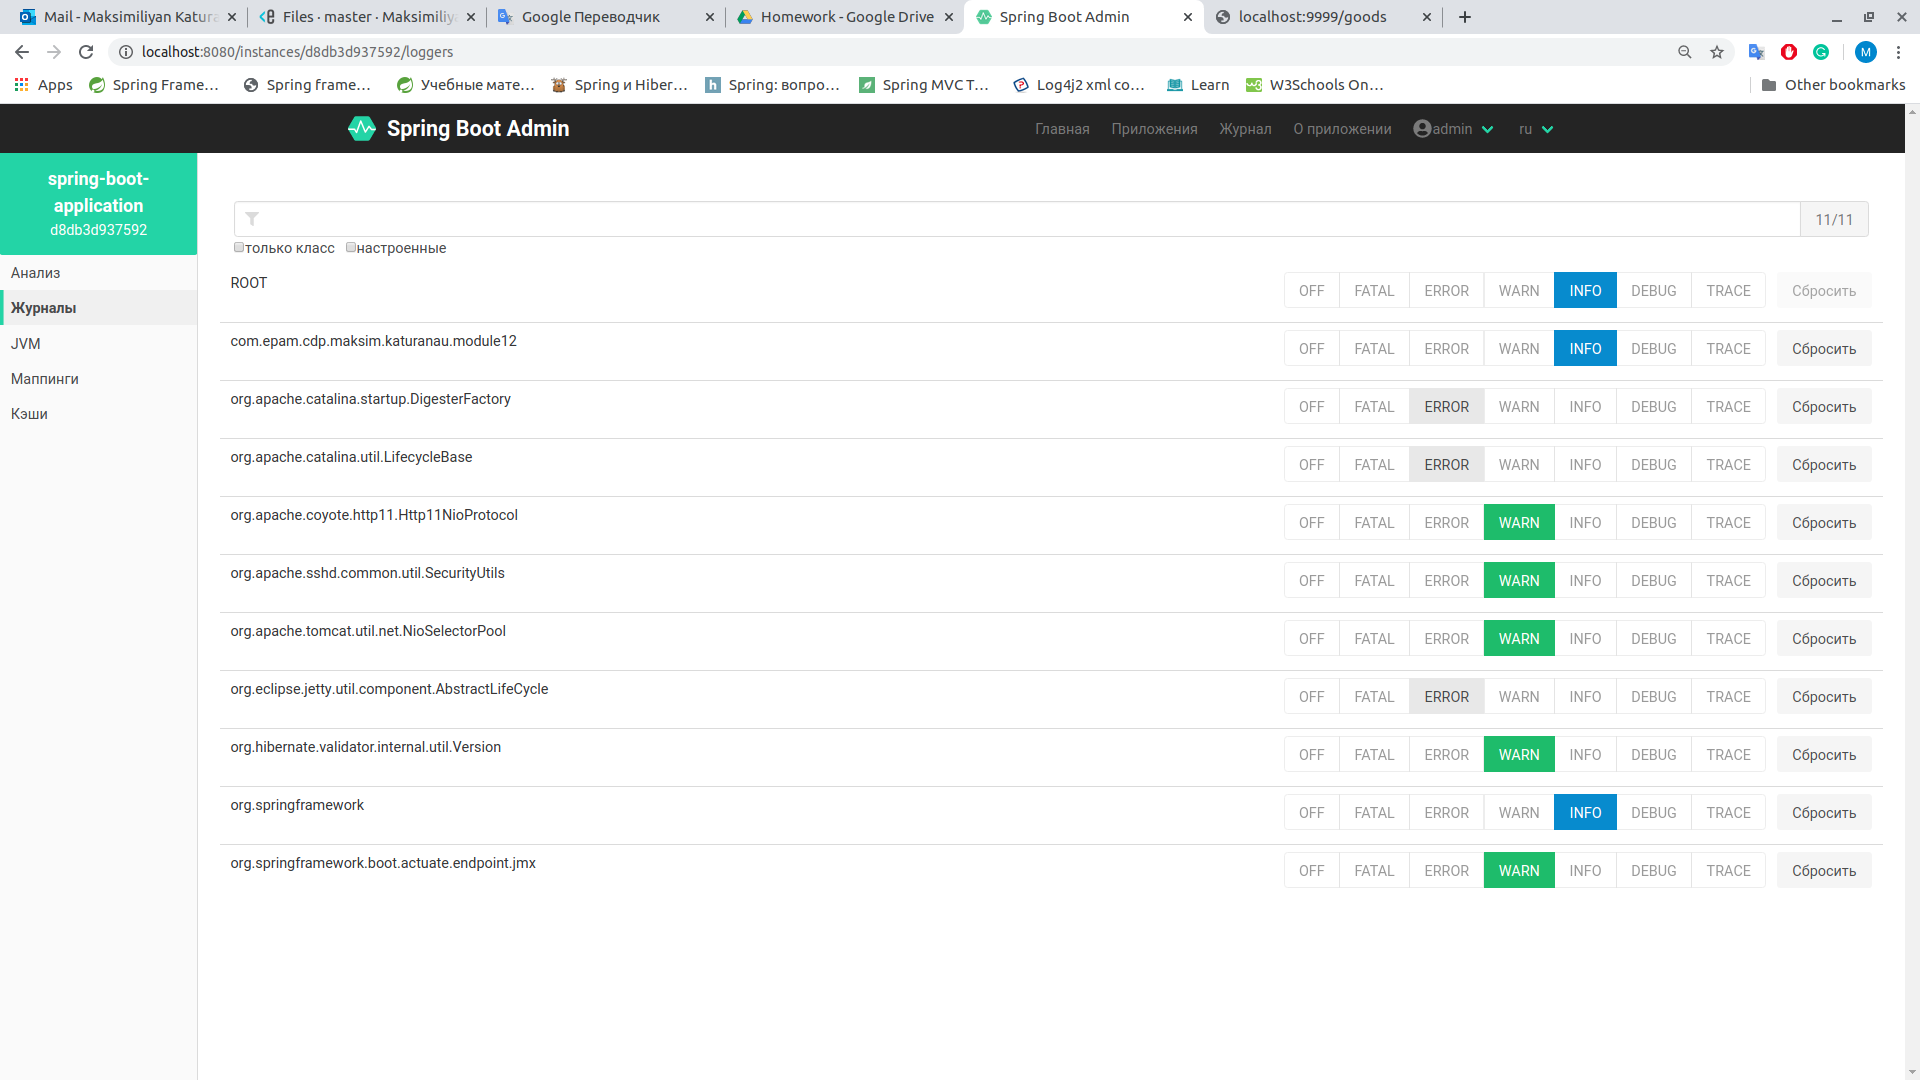 Mail - Maksimiliyan Katura
Files · master · Maksimiliya
Google Переводчик
Homework - Google Drive
Spring Boot Admin
localhost:9999/goods
localhost:8080/instances/d8db3d937592/loggers
M
Apps
Spring Frame...
Spring frame...
Учебные мате...
Spring и Hiber...
Spring: вопро...
Spring MVC T...
Log4j2 xml co...
Learn
W3Schools On...
Other bookmarks
Spring Boot Admin
Главная Приложения Журнал О приложении admin ru
spring-boot-
application
d8db3d937592
Анализ
Журналы
JVM
Маппинги
Кэши
11/11
только класс настроенные
ROOT OFF FATAL ERROR WARN INFO DEBUG TRACE Сбросить
com.epam.cdp.maksim.katuranau.module12 OFF FATAL ERROR WARN INFO DEBUG TRACE Сбросить
org.apache.catalina.startup.DigesterFactory OFF FATAL ERROR WARN INFO DEBUG TRACE Сбросить
org.apache.catalina.util.LifecycleBase OFF FATAL ERROR WARN INFO DEBUG TRACE Сбросить
org.apache.coyote.http11.Http11NioProtocol OFF FATAL ERROR WARN INFO DEBUG TRACE Сбросить
org.apache.sshd.common.util.SecurityUtils OFF FATAL ERROR WARN INFO DEBUG TRACE Сбросить
org.apache.tomcat.util.net.NioSelectorPool OFF FATAL ERROR WARN INFO DEBUG TRACE Сбросить
org.eclipse.jetty.util.component.AbstractLifeCycle OFF FATAL ERROR WARN INFO DEBUG TRACE Сбросить
org.hibernate.validator.internal.util.Version OFF FATAL ERROR WARN INFO DEBUG TRACE Сбросить
org.springframework OFF FATAL ERROR WARN INFO DEBUG TRACE Сбросить
org.springframework.boot.actuate.endpoint.jmx OFF FATAL ERROR WARN INFO DEBUG TRACE Сбросить